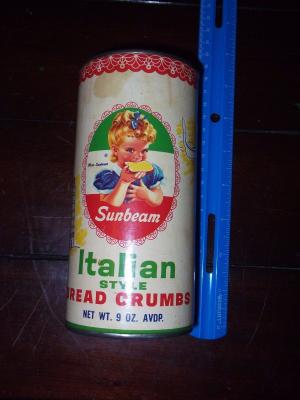 Miss Sunbeam
Sunbeam
Italian
STYLE
BREAD CRUMBS
NET WT. 9 OZ. AVDP.